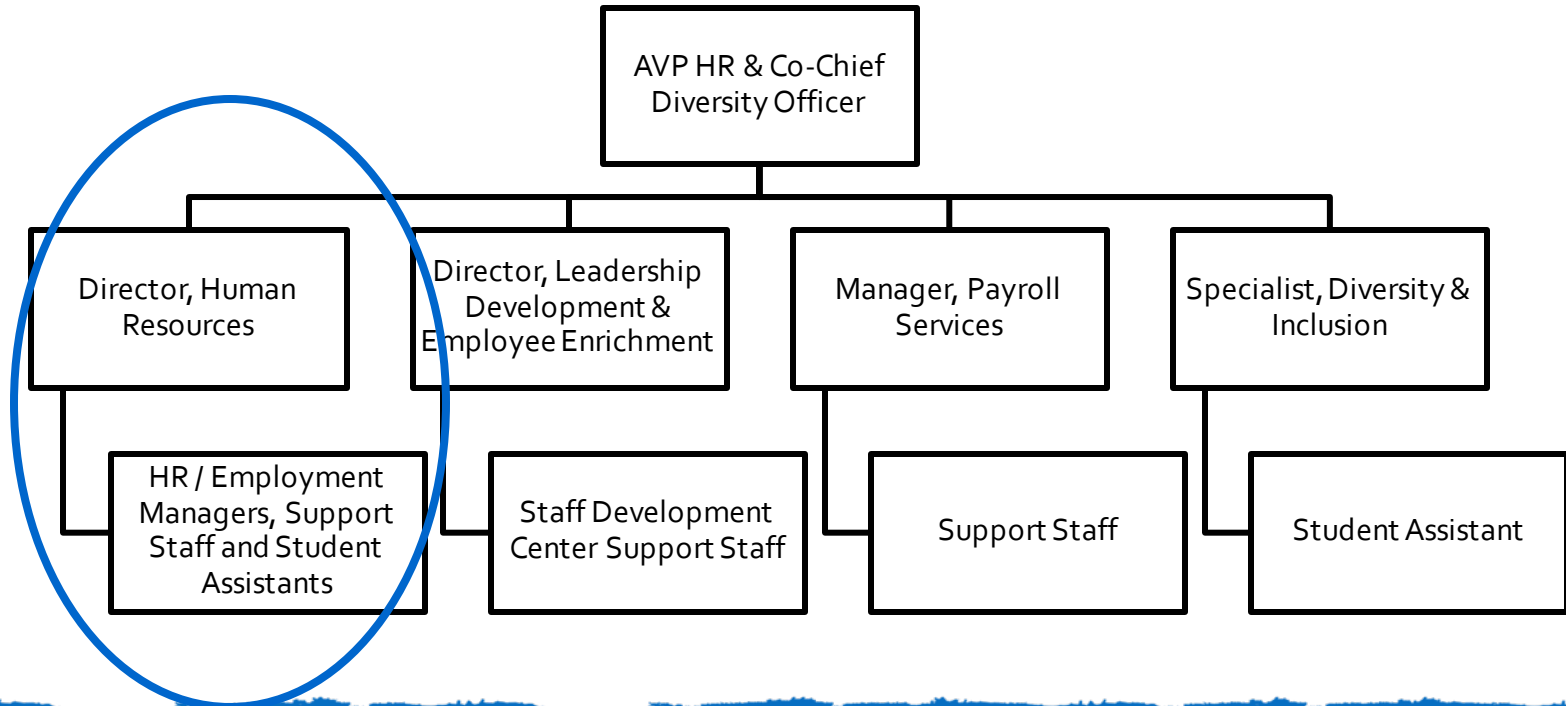 AVP HR & Co-Chief
Diversity Officer
Director, Human
Resources
Director, Leadership
Development &
Employee Enrichment
Manager, Payroll
Services
Specialist, Diversity &
Inclusion
HR / Employment
Managers, Support
Staff and Student
Assistants
Staff Development
Center Support Staff
Support Staff
Student Assistant